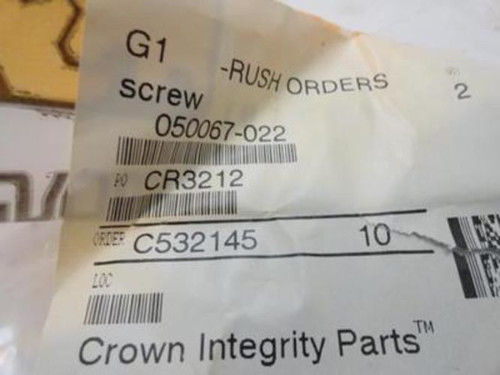 G1 -RUSH ORDERS
screw 2
050067-022
PO CR3212
ORDER C532145 10
LOC
Crown Integrity Parts™